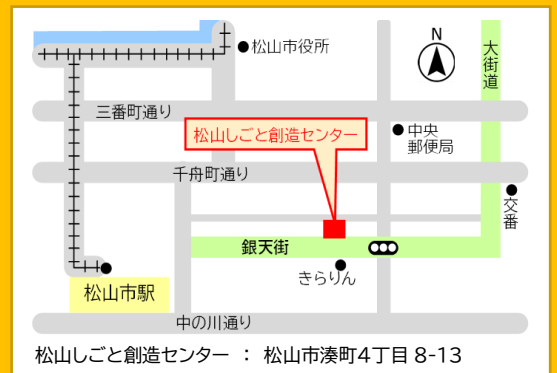 松山市役所
N
大街道
三番町通り
松山しごと創造センター
中央
郵便局
千舟町通り
交番
銀天街
きらりん
松山市駅
中の川通り
松山しごと創造センター ： 松山市湊町4丁目 8-13